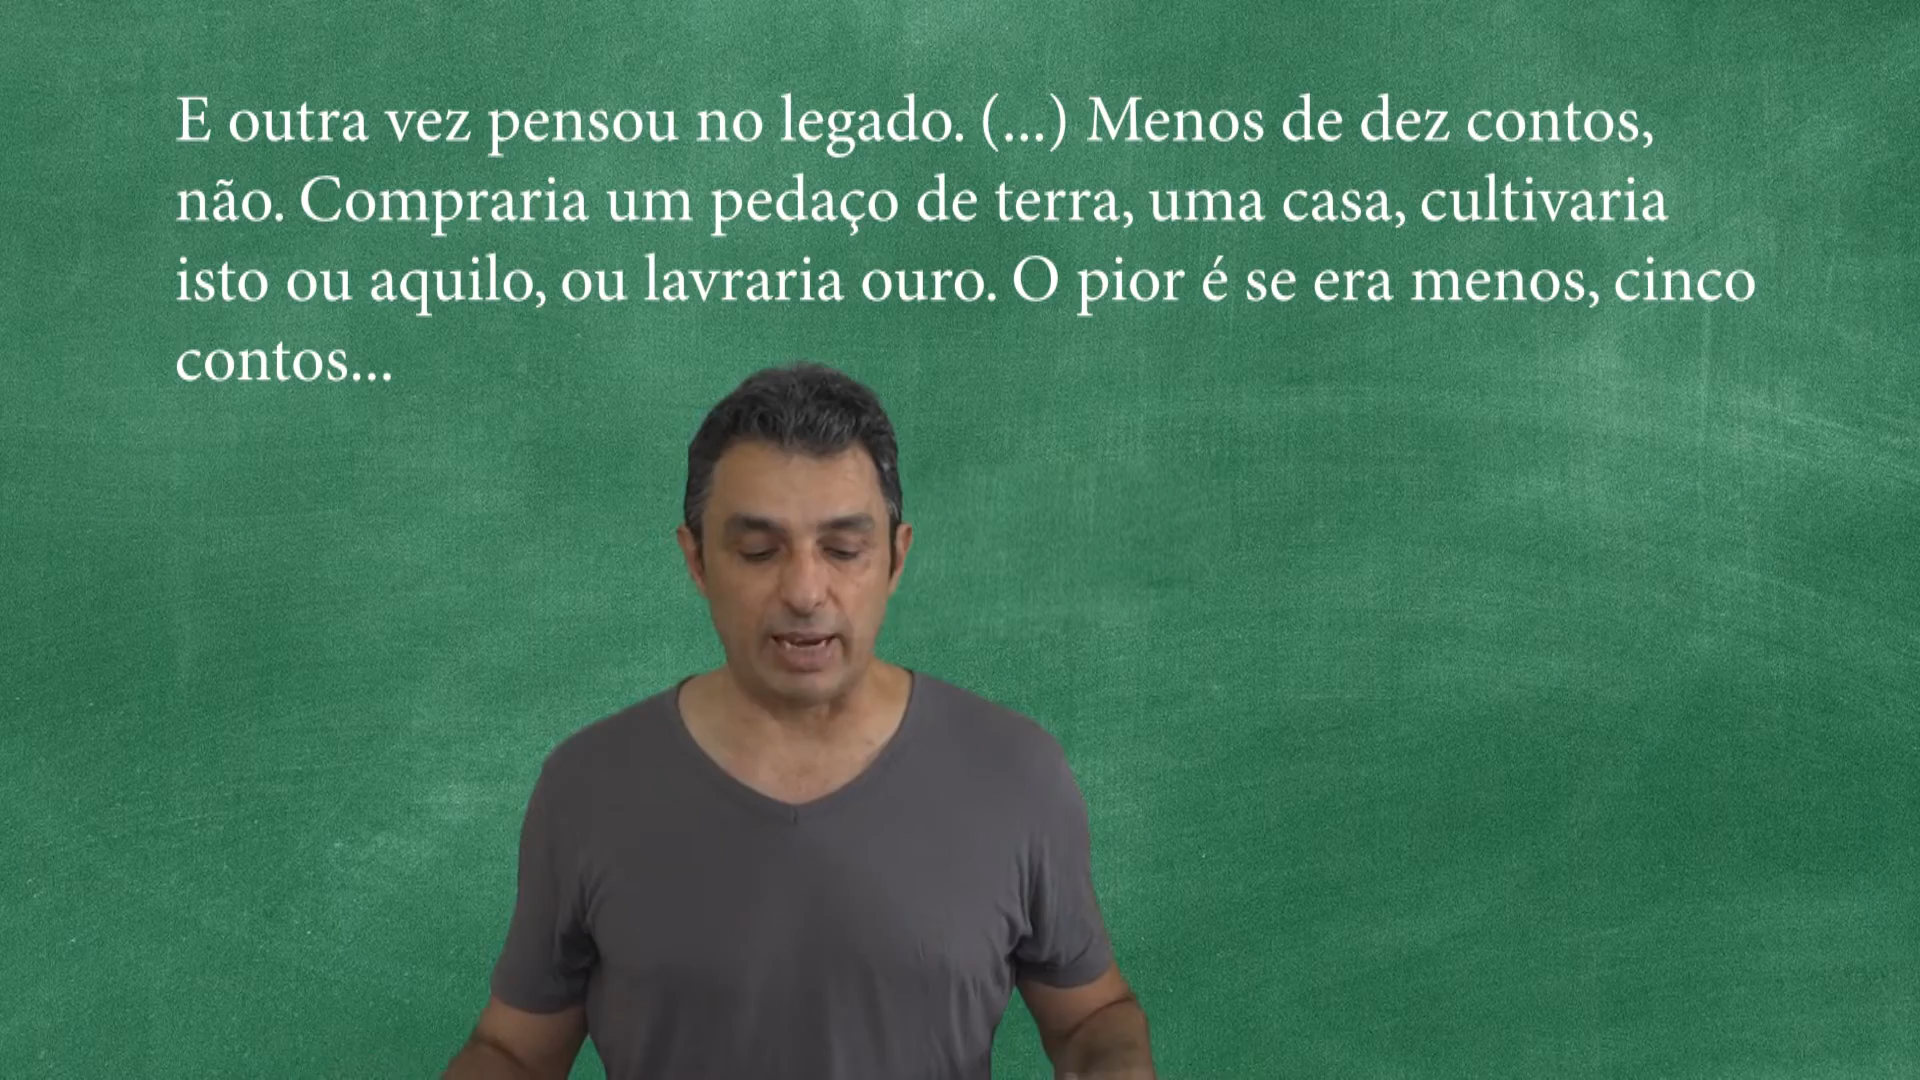 E outra vez pensou no legado. (...) Menos de dez contos,
não. Compraria um pedaço de terra, uma casa, cultivaria
isto ou aquilo, ou lavraria ouro. O pior é se era menos, cinco
contos...